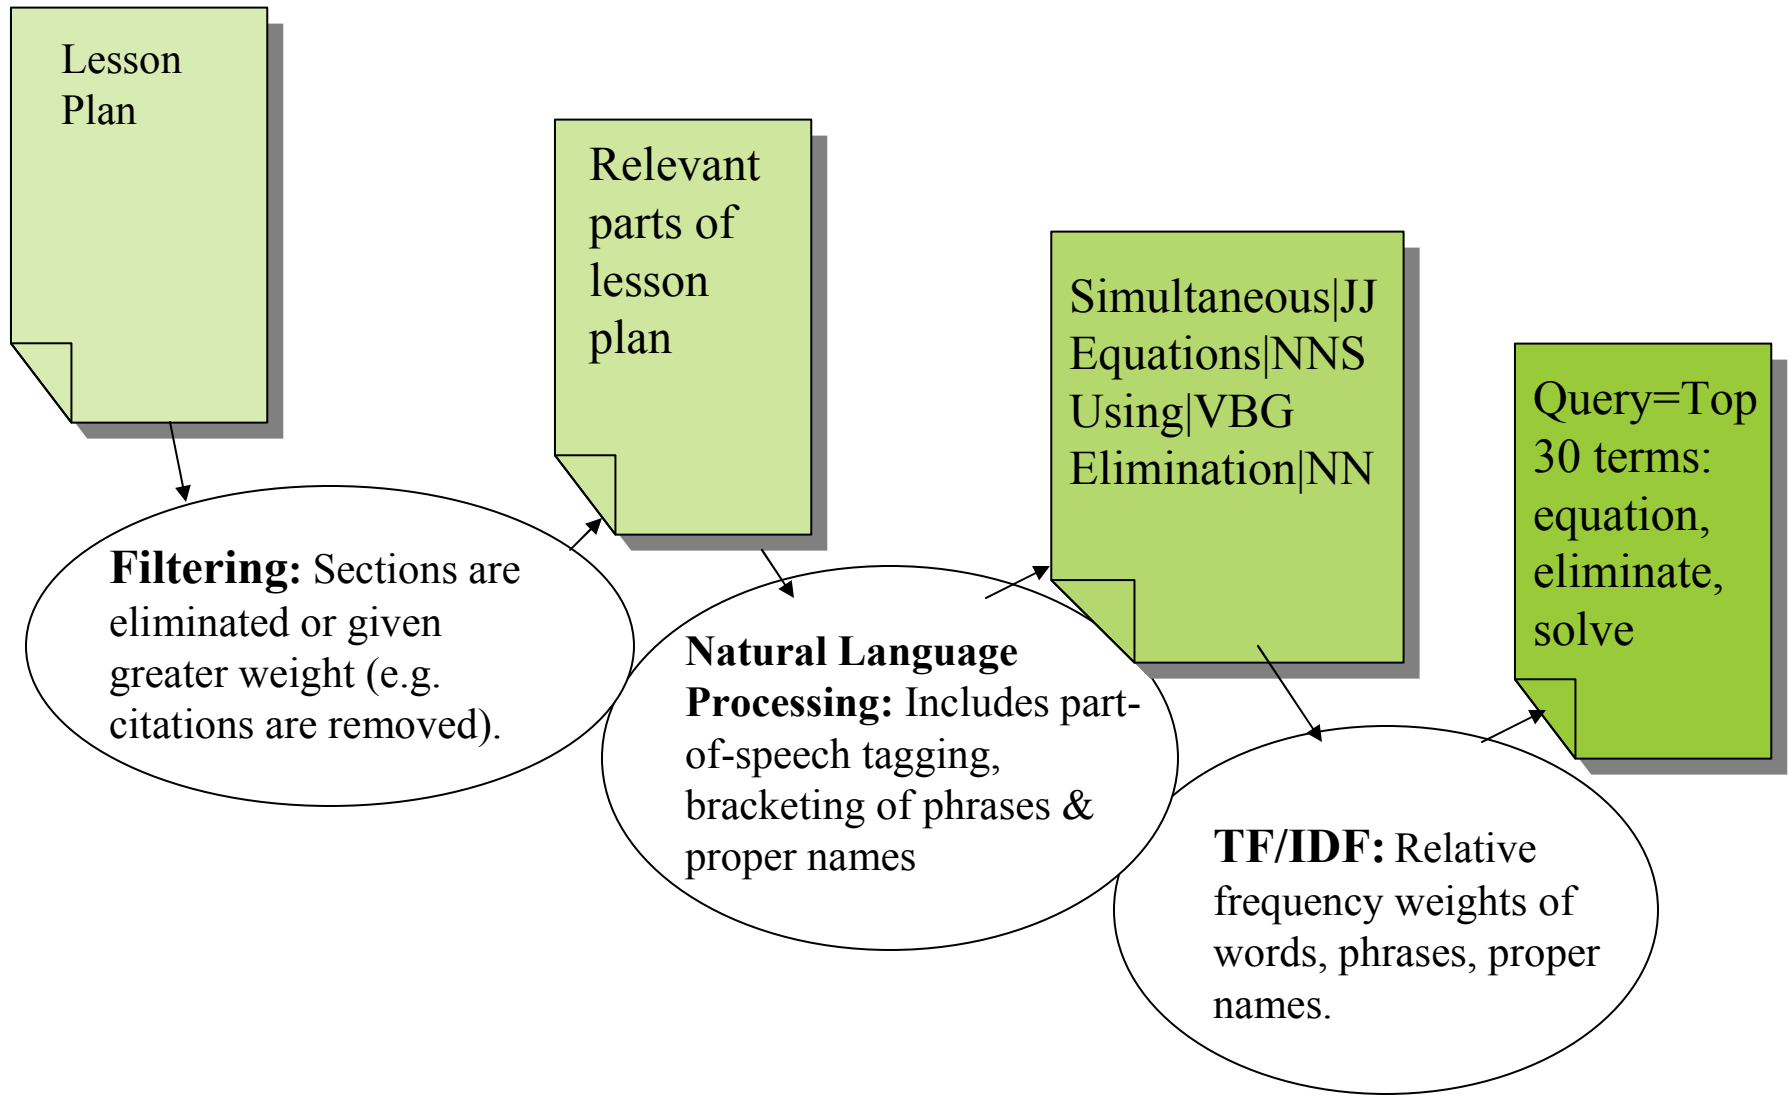 Lesson
Plan
Filtering: Sections are
eliminated or given
greater weight (e.g.
citations are removed).
Relevant
parts of
lesson
plan
Natural Language
Processing: Includes part-
of-speech tagging,
bracketing of phrases &
proper names
Simultaneous|JJ
Equations|NNS
Using|VBG
Elimination|NN
TF/IDF: Relative
frequency weights of
words, phrases, proper
names.
Query=Top
30 terms:
equation,
eliminate,
solve